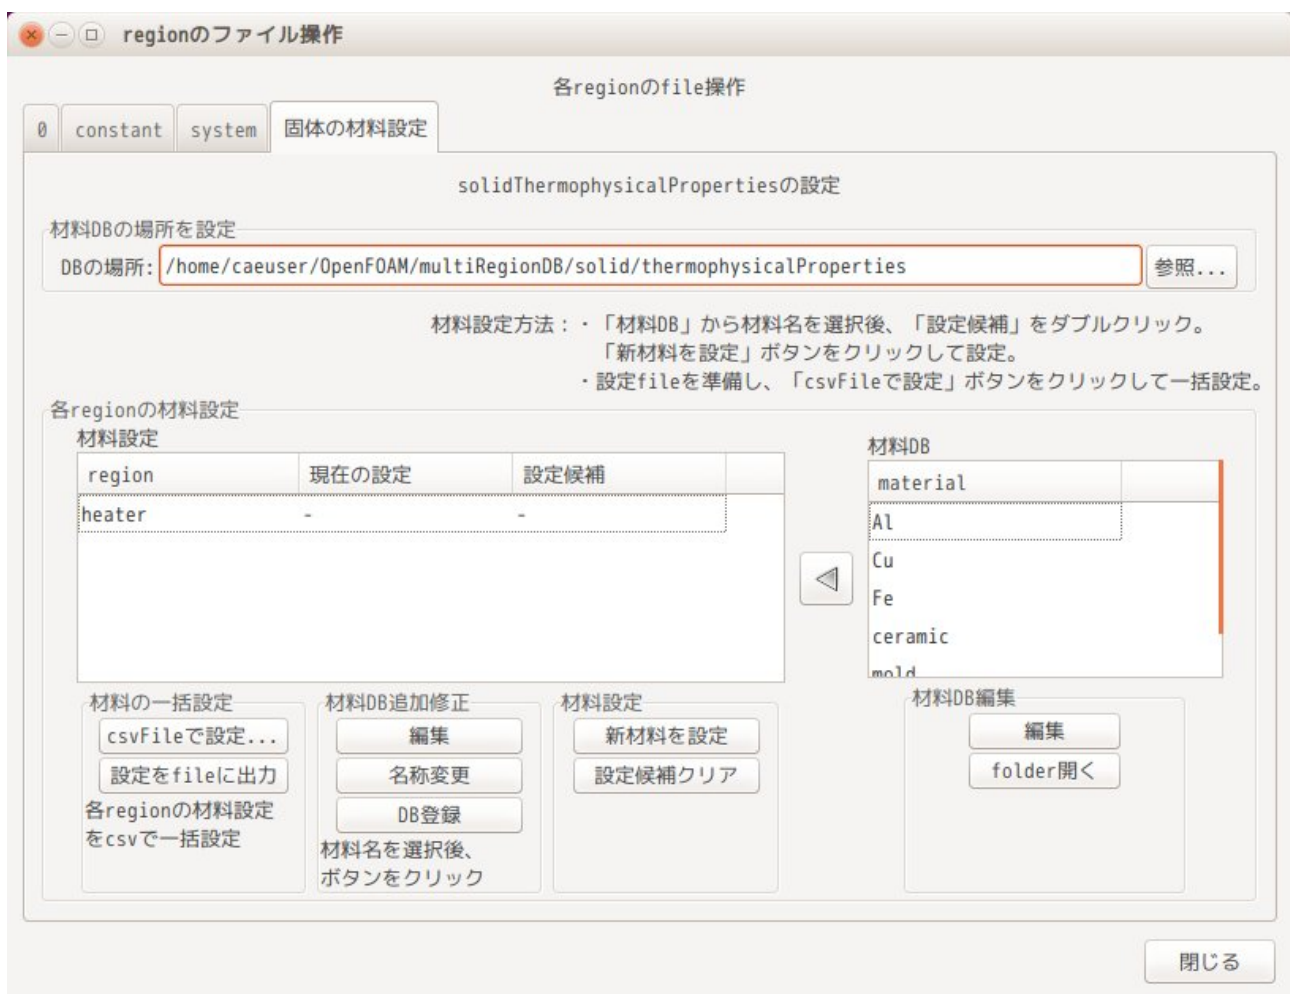 regionのファイル操作
各regionのfile操作
0 constant system 固体の材料設定
solidThermophysicalPropertiesの設定
材料DBの場所を設定
DBの場所: /home/caeuser/OpenFOAM/multiRegionDB/solid/thermophysicalProperties 参照...
材料設定方法：・「材料DB」から材料名を選択後、「設定候補」をダブルクリック。
「新材料を設定」ボタンをクリックして設定。
・設定fileを準備し、「csvFileで設定」ボタンをクリックして一括設定。
各regionの材料設定
材料設定
region 現在の設定 設定候補
heater - -
材料DB
material
Al
Cu
Fe
ceramic
mold
材料の一括設定
csvFileで設定...
設定をfileに出力
各regionの材料設定
をcsvで一括設定
材料DB追加修正
編集
名称変更
DB登録
材料名を選択後、
ボタンをクリック
材料設定
新材料を設定
設定候補クリア
材料DB編集
編集
folder開く
閉じる